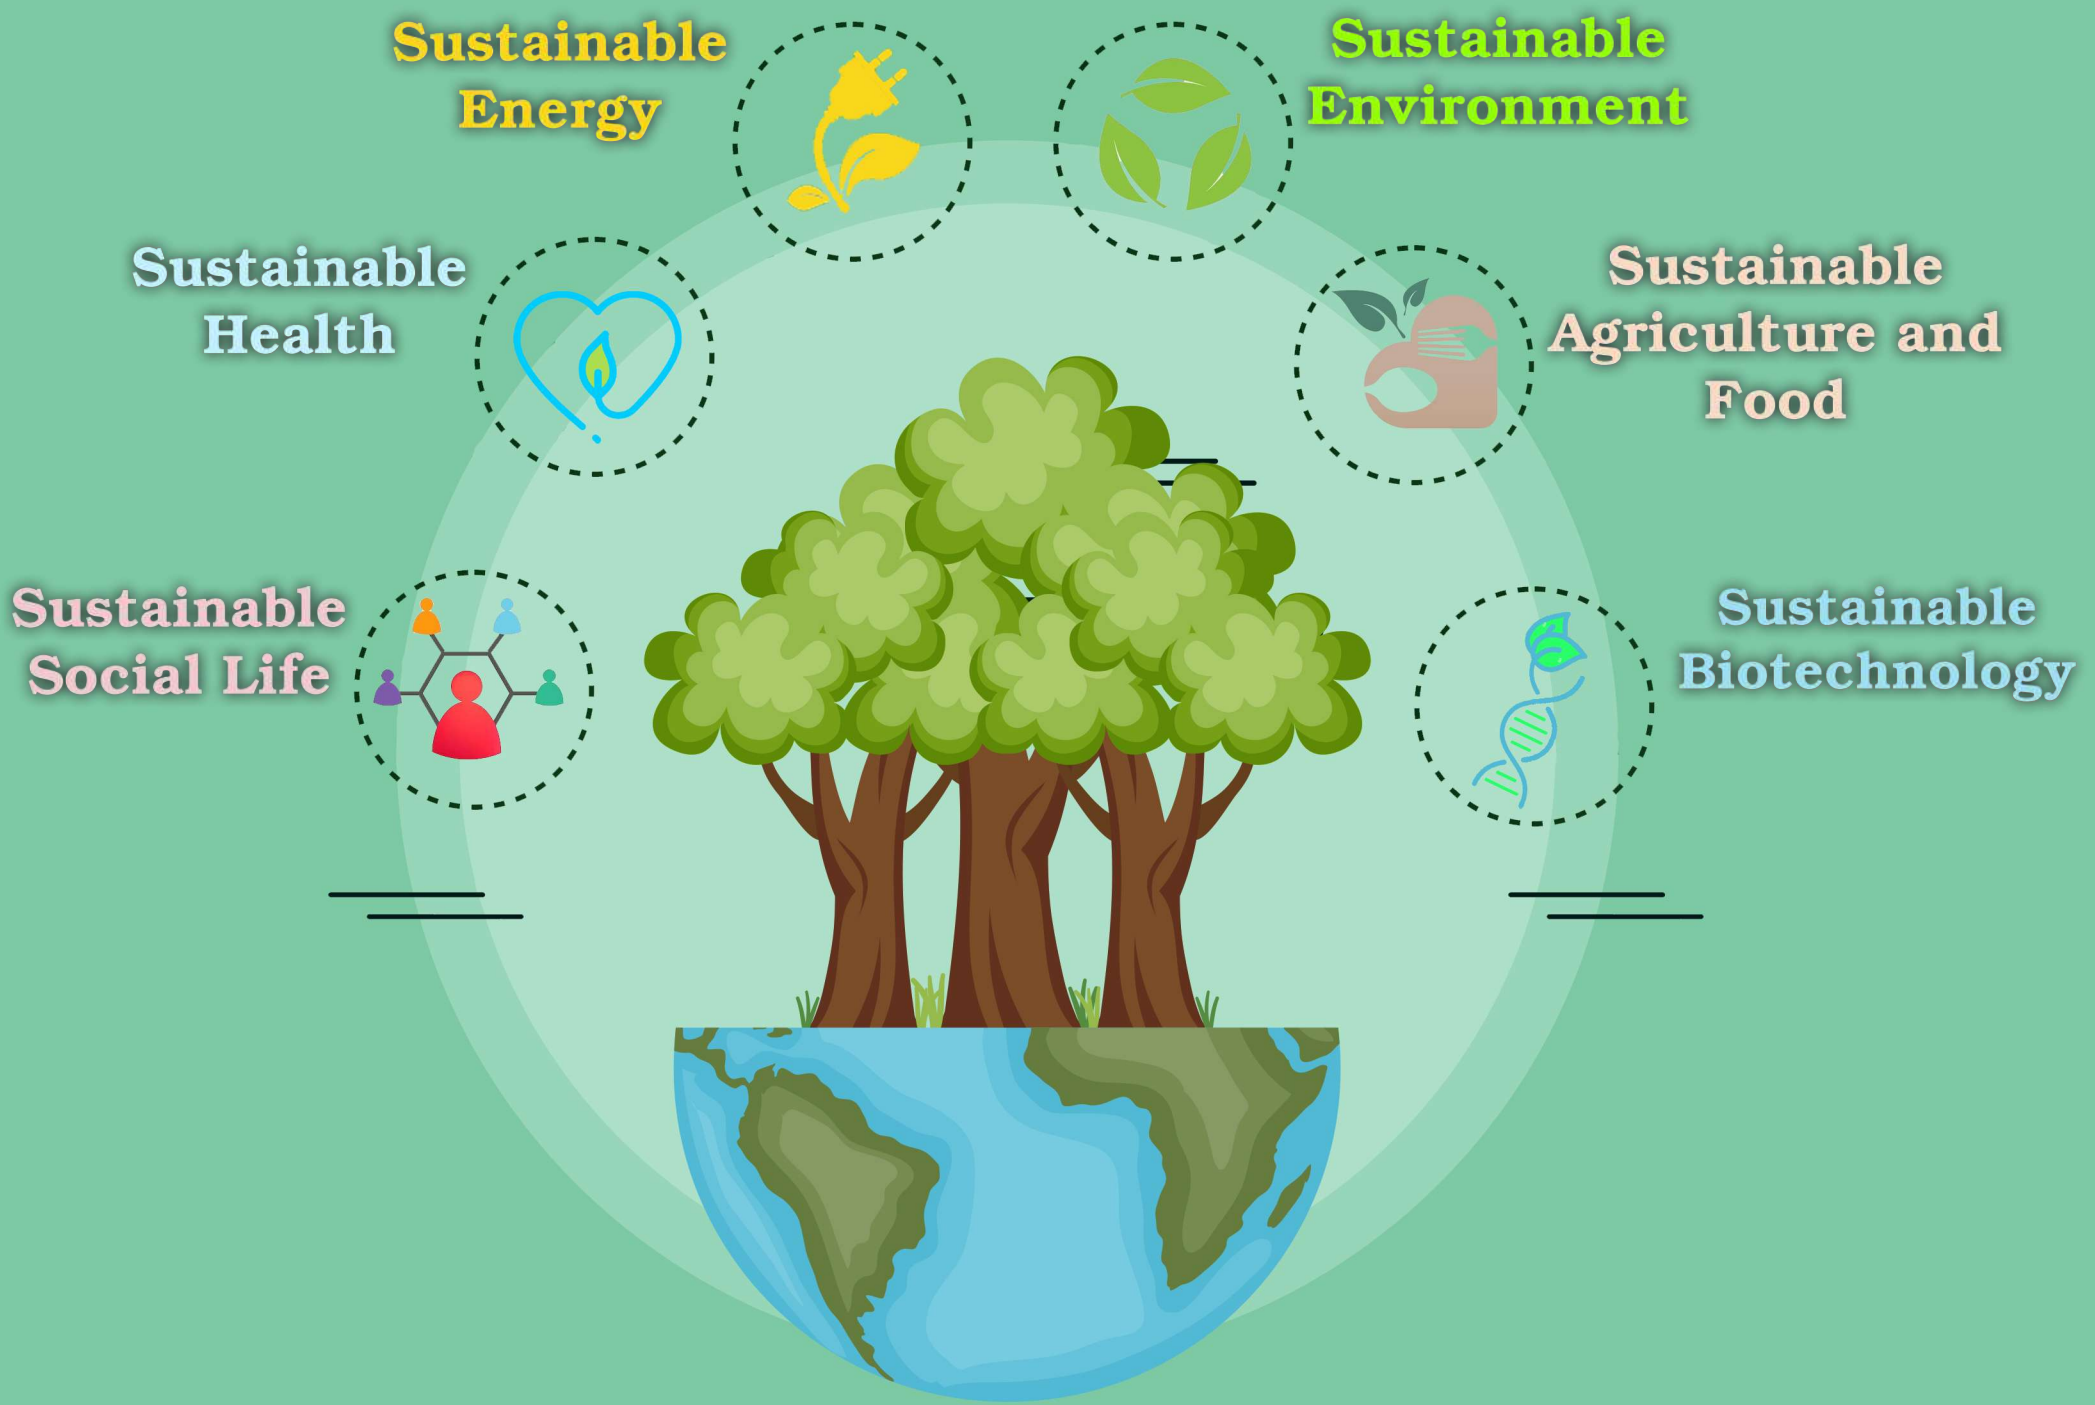 Sustainable
Energy
Sustainable
Environment
Sustainable
Health
Sustainable
Agriculture and
Food
Sustainable
Social Life
Sustainable
Biotechnology